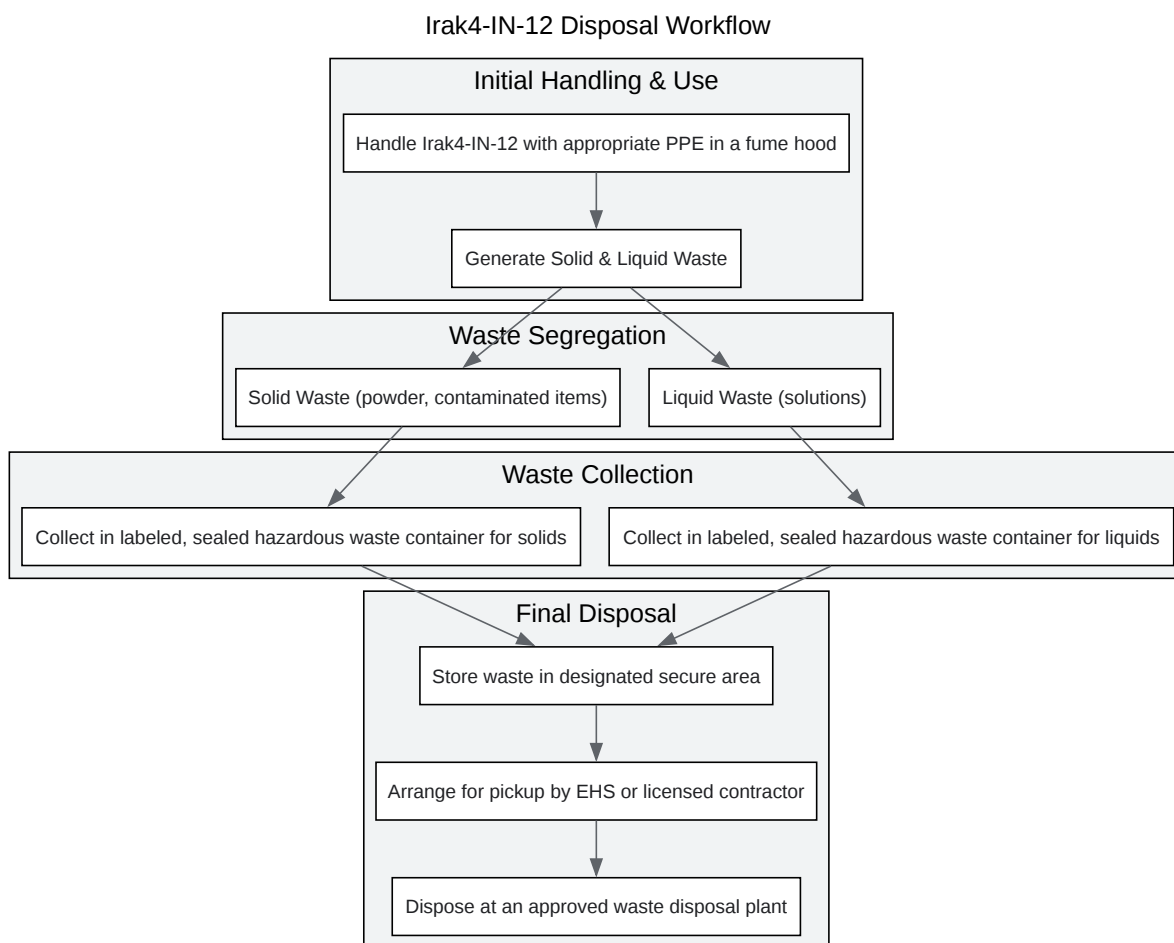 Irak4-IN-12 Disposal Workflow
Initial Handling & Use
Handle Irak4-IN-12 with appropriate PPE in a fume hood
Generate Solid & Liquid Waste
Waste Segregation
Solid Waste (powder, contaminated items)
Liquid Waste (solutions)
Waste Collection
Collect in labeled, sealed hazardous waste container for solids
Collect in labeled, sealed hazardous waste container for liquids
Final Disposal
Store waste in designated secure area
Arrange for pickup by EHS or licensed contractor
Dispose at an approved waste disposal plant